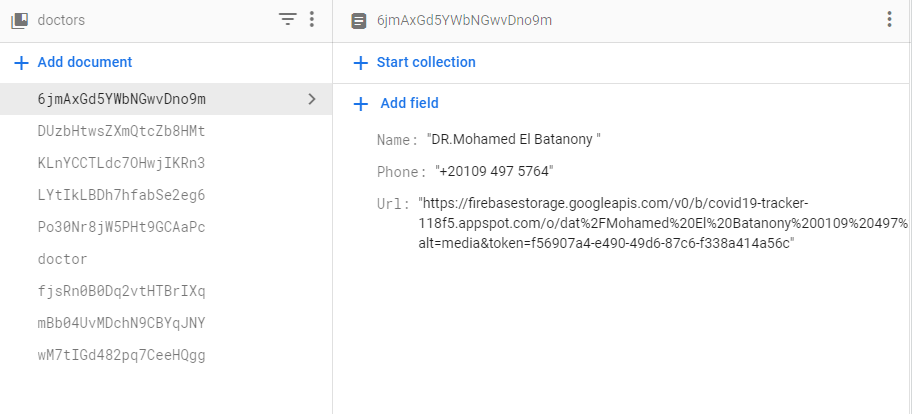 doctors
Add document
6jmAxGd5YWbNGwvDno9m
DUzbHtwsZXmQtcZb8HMt
KLnYCCTLdc7OHwjIKRn3
LYtIkLBDh7hfabSe2eg6
Po30Nr8jW5PHt9GCAaPc
doctor
fjsRn0B0Dq2vtHTBrIXq
mBb04UvMDchN9CBYqJNY
wM7tIGd482pq7CeeHQgg
6jmAxGd5YWbNGwvDno9m
Start collection
Add field
Name: "DR.Mohamed El Batanony "
Phone: "+20109 497 5764"
Url: "https://firebasestorage.googleapis.com/v0/b/covid19-tracker-
118f5.appspot.com/o/dat%2FMohamed%20El%20Batanony%200109%20497%
alt=media&token=f56907a4-e490-49d6-87c6-f338a414a56c"